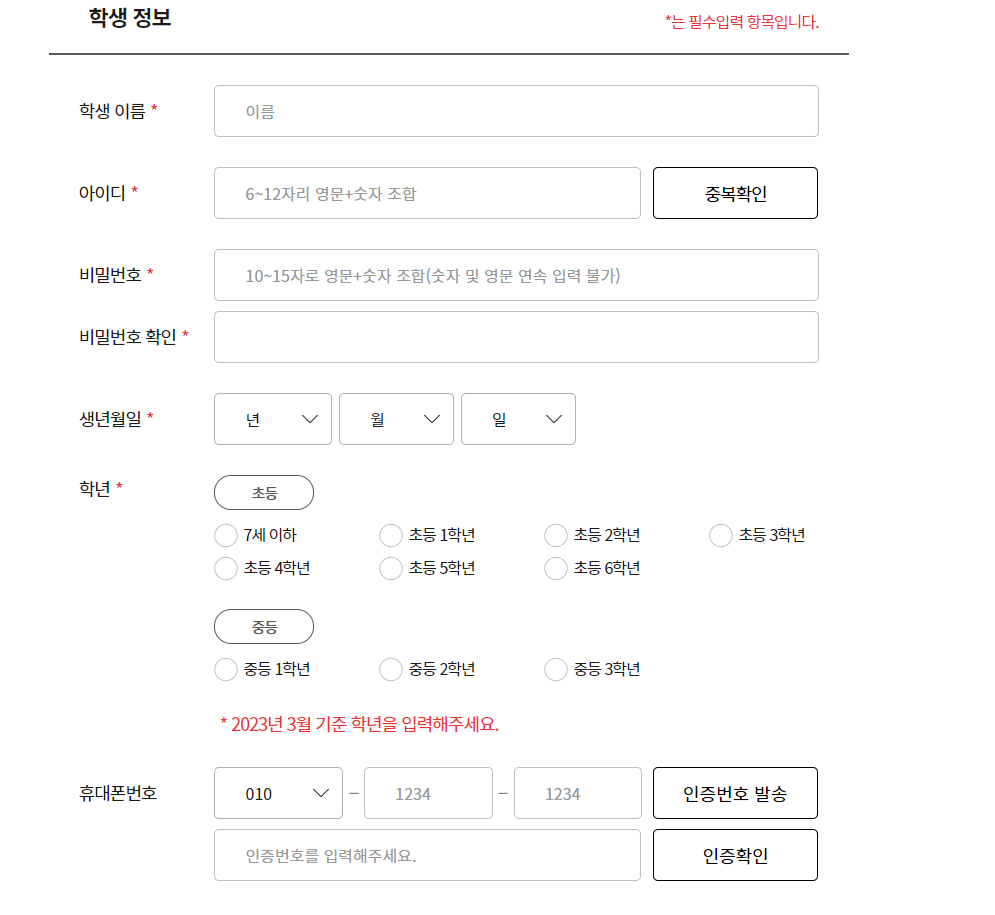 학생 정보
*는 필수입력 항목입니다.
학생 이름 *
이름
아이디 *
6~12자리 영문+숫자 조합
중복확인
비밀번호 *
10~15자로 영문+숫자 조합(숫자 및 영문 연속 입력 불가)
비밀번호 확인 *
생년월일 *
년 월 일
학년 *
초등
7세 이하 초등 1학년 초등 2학년 초등 3학년
초등 4학년 초등 5학년 초등 6학년
중등
중등 1학년 중등 2학년 중등 3학년
* 2023년 3월 기준 학년을 입력해주세요.
휴대폰번호
010 – 1234 – 1234
인증번호 발송
인증번호를 입력해주세요.
인증확인